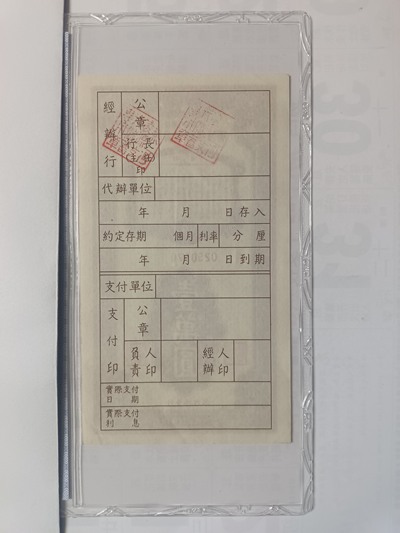 經辦行
公章
行長
(主任)
印
代辦單位
年 月 日存入
約定存期 個月 利率 分 厘
年 月 日到期
支付單位
支付印
公章
負責人印
經辦人印
實際支付
日期
實際支付
利息